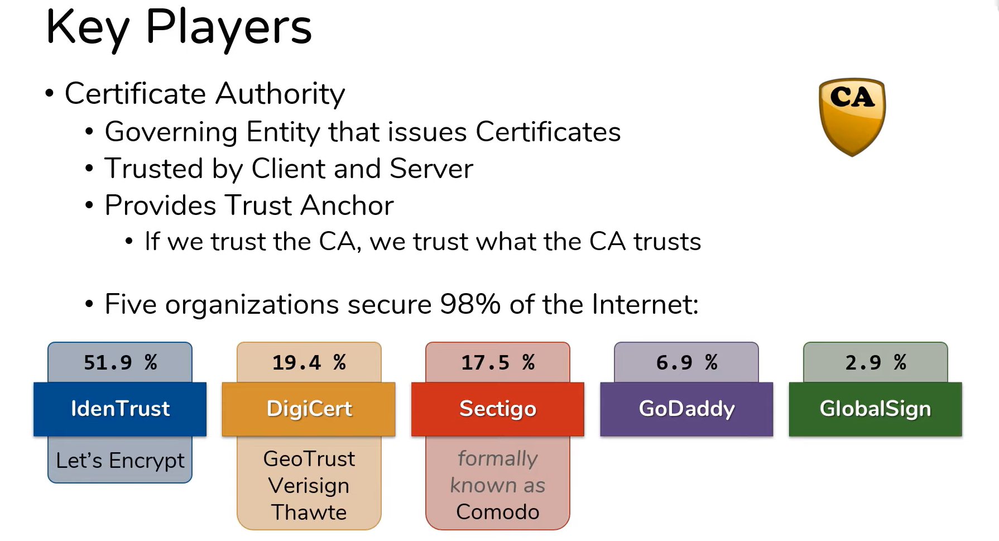 Key Players
• Certificate Authority
CA
• Governing Entity that issues Certificates
• Trusted by Client and Server
• Provides Trust Anchor
• If we trust the CA, we trust what the CA trusts
• Five organizations secure 98% of the Internet:
51.9 %
IdenTrust
Let's Encrypt
19.4 %
DigiCert
GeoTrust
Verisign
Thawte
17.5 %
Sectigo
formally
known as
Comodo
6.9 %
GoDaddy
2.9 %
GlobalSign